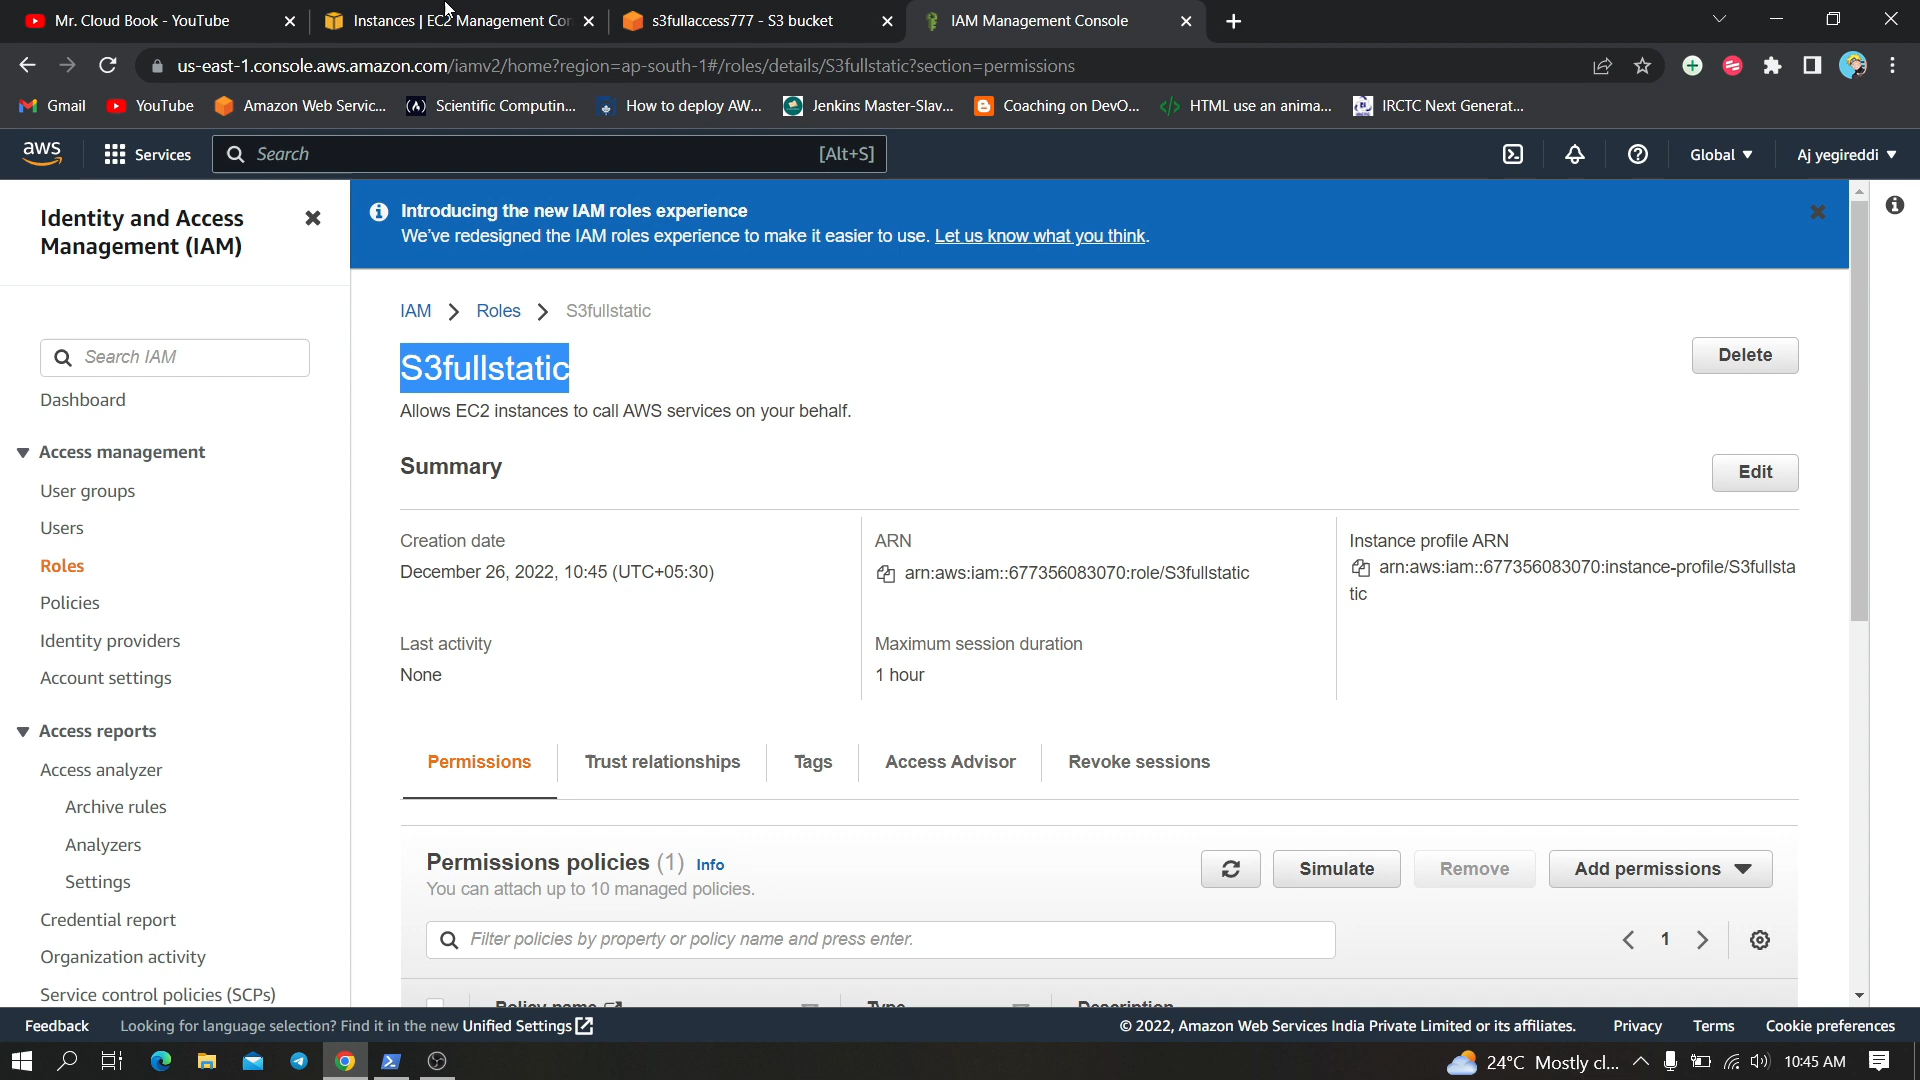 Mr. Cloud Book - YouTube
Instances | EC2 Management Con
s3fullaccess777 - S3 bucket
IAM Management Console
us-east-1.console.aws.amazon.com/iamv2/home?region=ap-south-1#/roles/details/S3fullstatic?section=permissions
Gmail
YouTube
Amazon Web Servic...
Scientific Computin...
How to deploy AW...
Jenkins Master-Slav...
Coaching on DevO...
HTML use an anima...
IRCTC Next Generat...
aws
Services
Search
[Alt+S]
Global
Aj yegireddi
Identity and Access
Management (IAM)
Search IAM
Dashboard
Access management
User groups
Users
Roles
Policies
Identity providers
Account settings
Access reports
Access analyzer
Archive rules
Analyzers
Settings
Credential report
Organization activity
Service control policies (SCPs)
Introducing the new IAM roles experience
We've redesigned the IAM roles experience to make it easier to use. Let us know what you think.
IAM > Roles > S3fullstatic
S3fullstatic
Delete
Allows EC2 instances to call AWS services on your behalf.
Summary
Edit
Creation date
December 26, 2022, 10:45 (UTC+05:30)
ARN
arn:aws:iam::677356083070:role/S3fullstatic
Instance profile ARN
arn:aws:iam::677356083070:instance-profile/S3fullsta
tic
Last activity
None
Maximum session duration
1 hour
Permissions
Trust relationships
Tags
Access Advisor
Revoke sessions
Permissions policies (1) Info
You can attach up to 10 managed policies.
Simulate
Remove
Add permissions
Filter policies by property or policy name and press enter.
1
Policy name
Type
Description
Feedback
Looking for language selection? Find it in the new Unified Settings
© 2022, Amazon Web Services India Private Limited or its affiliates.
Privacy
Terms
Cookie preferences
24°C Mostly cl...
10:45 AM